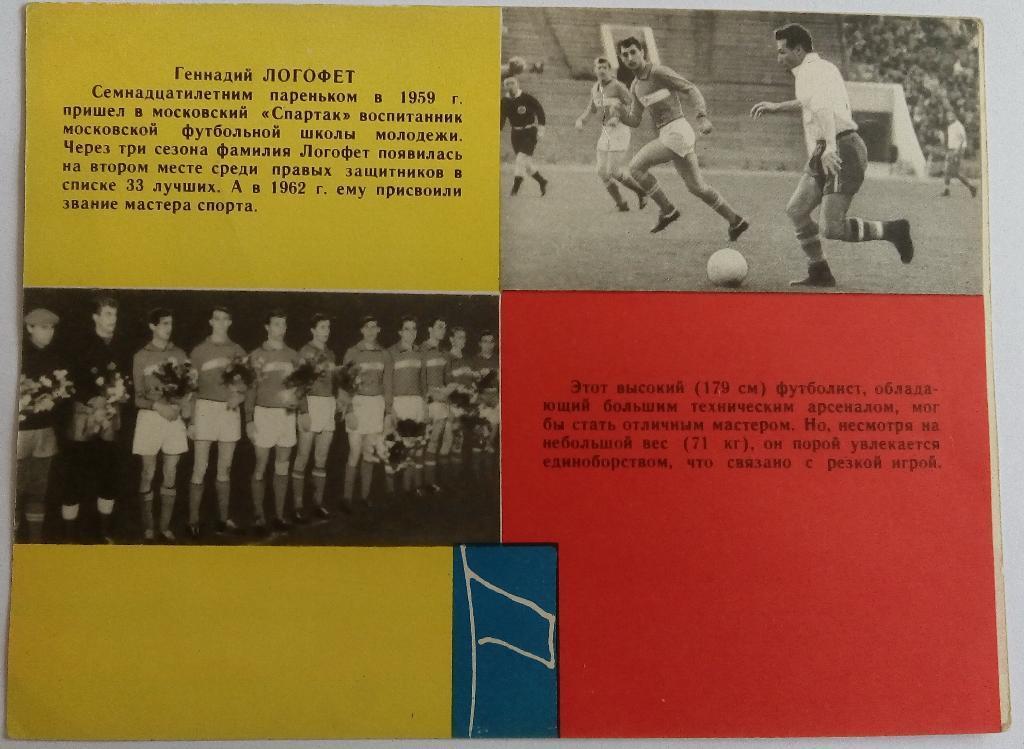 Геннадий ЛОГОФЕТ
Семнадцатилетним пареньком в 1959 г.
пришел в московский «Спартак» воспитанник
московской футбольной школы молодежи.
Через три сезона фамилия Логофет появилась
на втором месте среди правых защитников в
списке 33 лучших. А в 1962 г. ему присвоили
звание мастера спорта.
Этот высокий (179 см) футболист, облада-
ющий большим техническим арсеналом, мог
бы стать отличным мастером. Но, несмотря на
небольшой вес (71 кг), он порой увлекается
единоборством, что связано с резкой игрой.